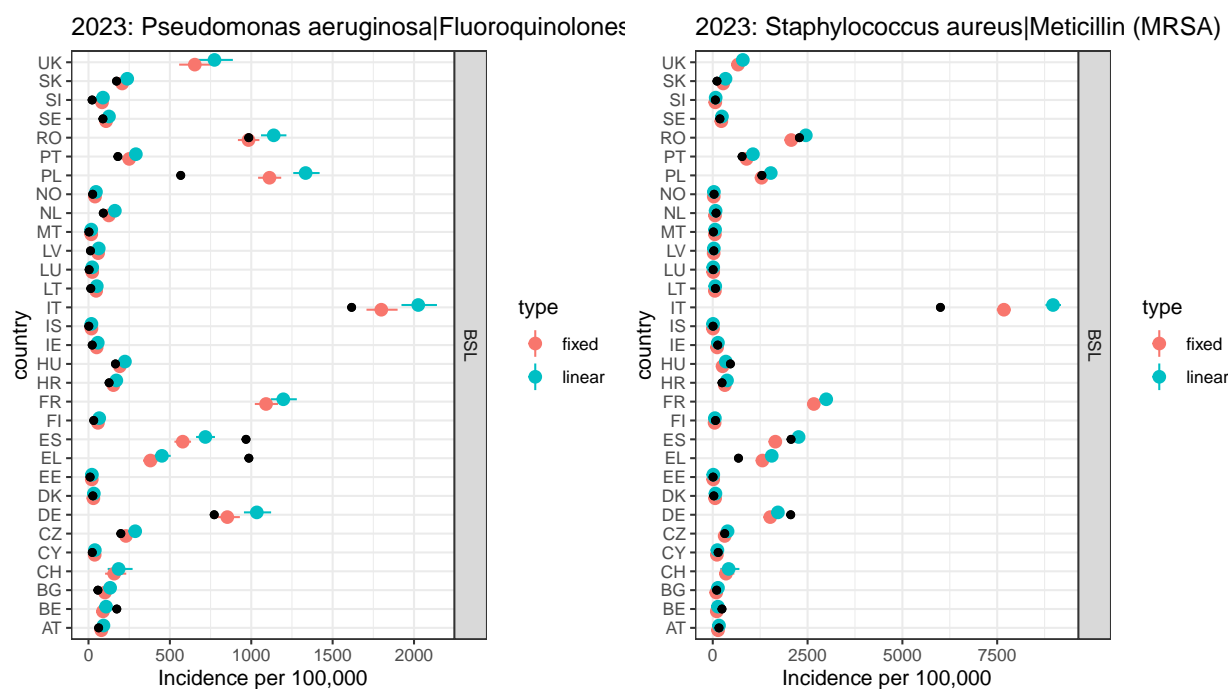 2023: Pseudomonas aeruginosa|Fluoroquinolones
UK
SK
SI
SE
RO
PT
PL
NO
NL
MT
LV
LU
LT
IT
IS
IE
HU
HR
FR
FI
ES
EL
EE
DK
DE
CZ
CY
CH
BG
BE
AT
country
0 500 1000 1500 2000
Incidence per 100,000
BSL
type
fixed
linear
2023: Staphylococcus aureus|Meticillin (MRSA)
UK
SK
SI
SE
RO
PT
PL
NO
NL
MT
LV
LU
LT
IT
IS
IE
HU
HR
FR
FI
ES
EL
EE
DK
DE
CZ
CY
CH
BG
BE
AT
country
0 2500 5000 7500
Incidence per 100,000
BSL
type
fixed
linear